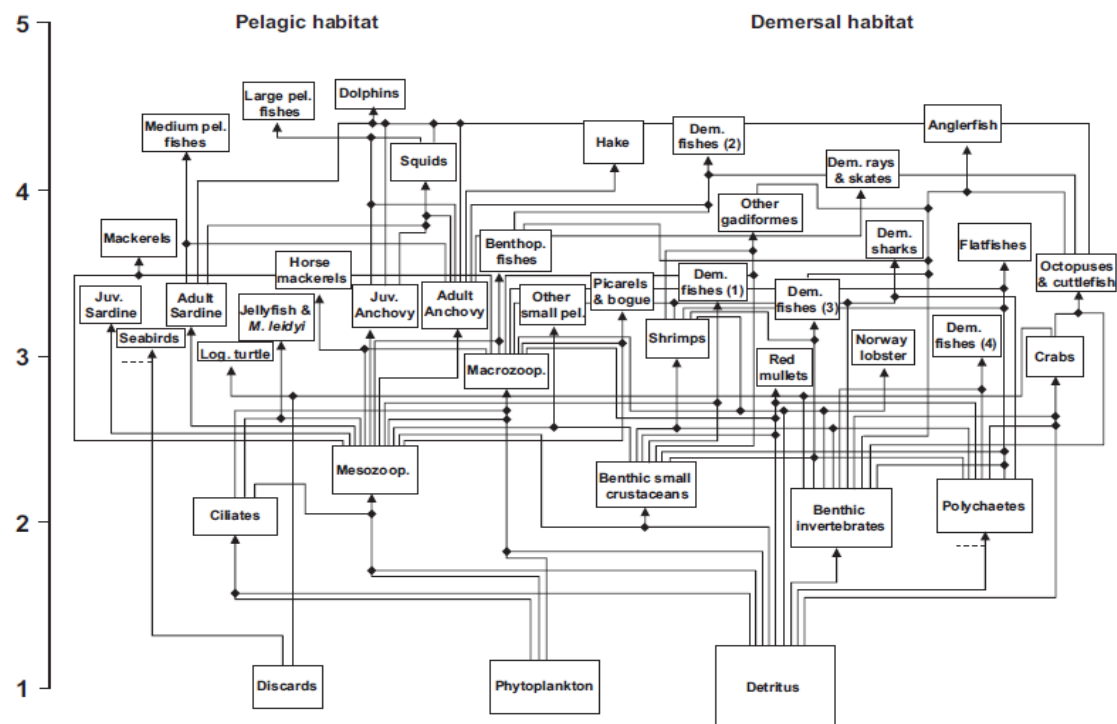 5
Pelagic habitat
Demersal habitat
Large pel.
fishes
Dolphins
Medium pel.
fishes
Squids
Hake
Dem.
fishes (2)
Anglerfish
Dem. rays
& skates
4
Mackerels
Other
gadiformes
Horse
mackerels
Benthop.
fishes
Dem.
sharks
Flatfishes
Octopuses
& cuttlefish
Juv.
Sardine
Adult
Sardine
Jellyfish &
M. leidyi
Juv.
Anchovy
Adult
Anchovy
Other
small pel.
Picarels
& bogue
Dem.
fishes (1)
Dem.
fishes (3)
Seabirds
Log. turtle
Shrimps
Norway
lobster
Dem.
fishes (4)
Crabs
3
Macrozoop.
Red
mullets
Mesozoop.
Benthic small
crustaceans
Ciliates
Benthic
invertebrates
Polychaetes
2
Discards
Phytoplankton
Detritus
1